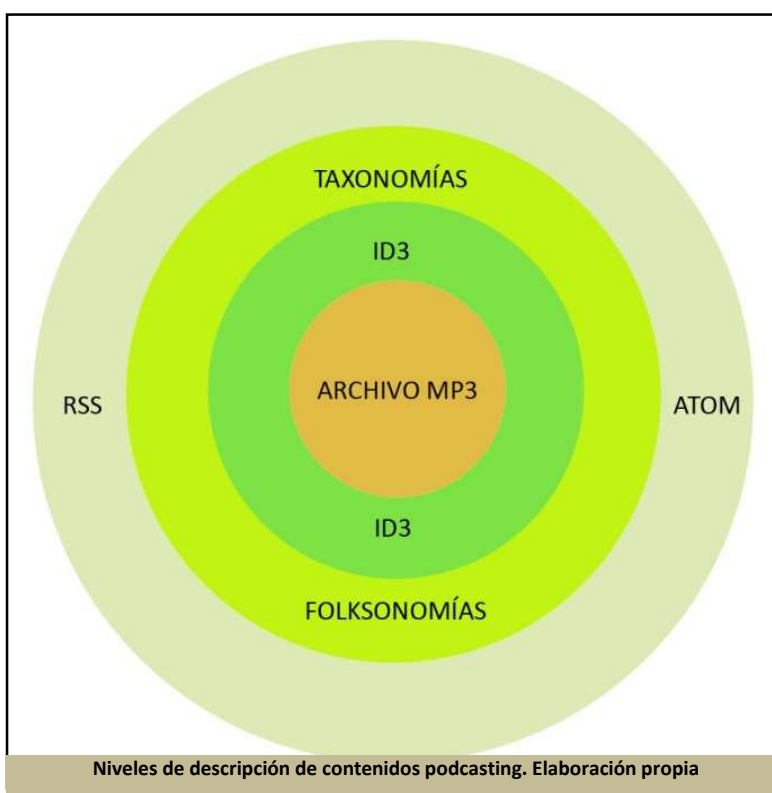 TAXONOMÍAS
ID3
ARCHIVO MP3
RSS
ATOM
ID3
FOLKSONOMÍAS
Niveles de descripción de contenidos podcasting. Elaboración propia